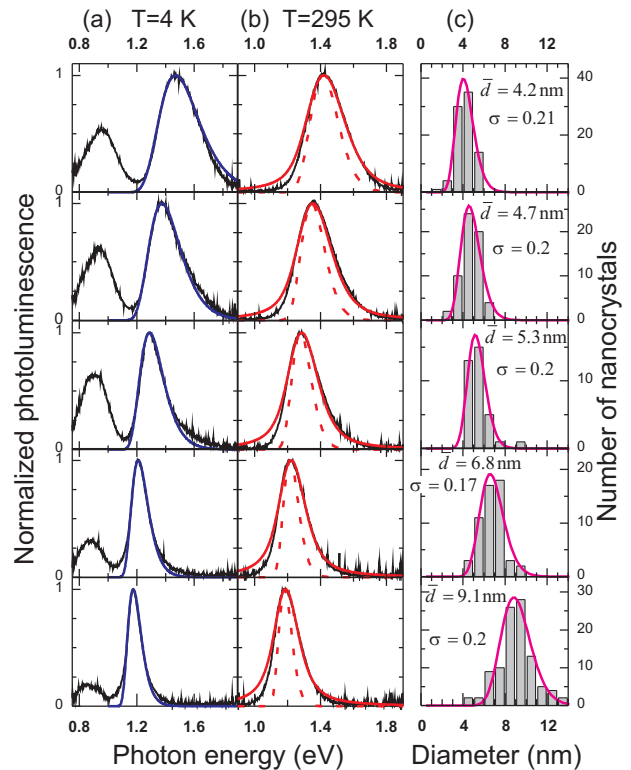 (a) T=4 K (b) T=295 K (c)
0.8 1.2 1.6 1.0 1.4 1.8 0 4 8 12
Normalized photoluminescence
1
0
1
0
1
0
1
0
1
0
0.8 1.2 1.6 1.0 1.4 1.8
Photon energy (eV)
d̅ = 4.2 nm
σ = 0.21
40
20
0
d̅ = 4.7 nm
σ = 0.2
20
10
0
d̅ = 5.3 nm
σ = 0.2
10
0
d̅ = 6.8 nm
σ = 0.17
20
10
0
d̅ = 9.1 nm
σ = 0.2
30
20
10
0
0 4 8 12
Diameter (nm)
Number of nanocrystals